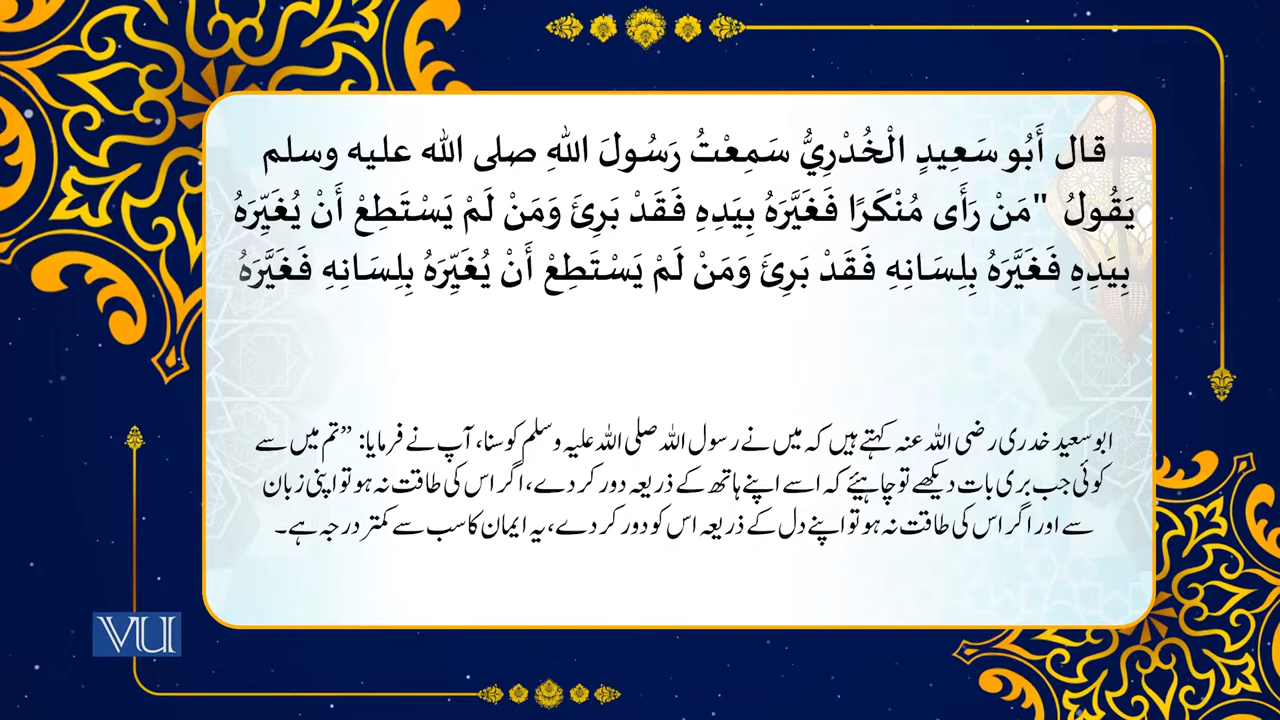 قال أَبُو سَعِيدٍ الْخُدْرِيُّ سَمِعْتُ رَسُولَ اللهِ صلى الله عليه وسلم
يَقُولُ "مَنْ رَأَى مُنْكَرًا فَغَيَّرَهُ بِيَدِهِ فَقَدْ بَرِئَ وَمَنْ لَمْ يَسْتَطِعْ أَنْ يُغَيِّرَهُ
بِيَدِهِ فَغَيَّرَهُ بِلِسَانِهِ فَقَدْ بَرِئَ وَمَنْ لَمْ يَسْتَطِعْ أَنْ يُغَيِّرَهُ بِلِسَانِهِ فَغَيَّرَهُ
ابو سعید خدری رضی اللہ عنہ کہتے ہیں کہ میں نے رسول اللہ صلی اللہ علیہ وسلم کو سنا، آپ نے فرمایا: ”تم میں سے
کوئی جب بری بات دیکھے تو چاہیئے کہ اسے اپنے ہاتھ کے ذریعہ دور کر دے، اگر اس کی طاقت نہ ہو تو اپنی زبان
سے اور اگر اس کی طاقت نہ ہو تو اپنے دل کے ذریعہ اس کو دور کر دے، یہ ایمان کا سب سے کمتر درجہ ہے۔
VU